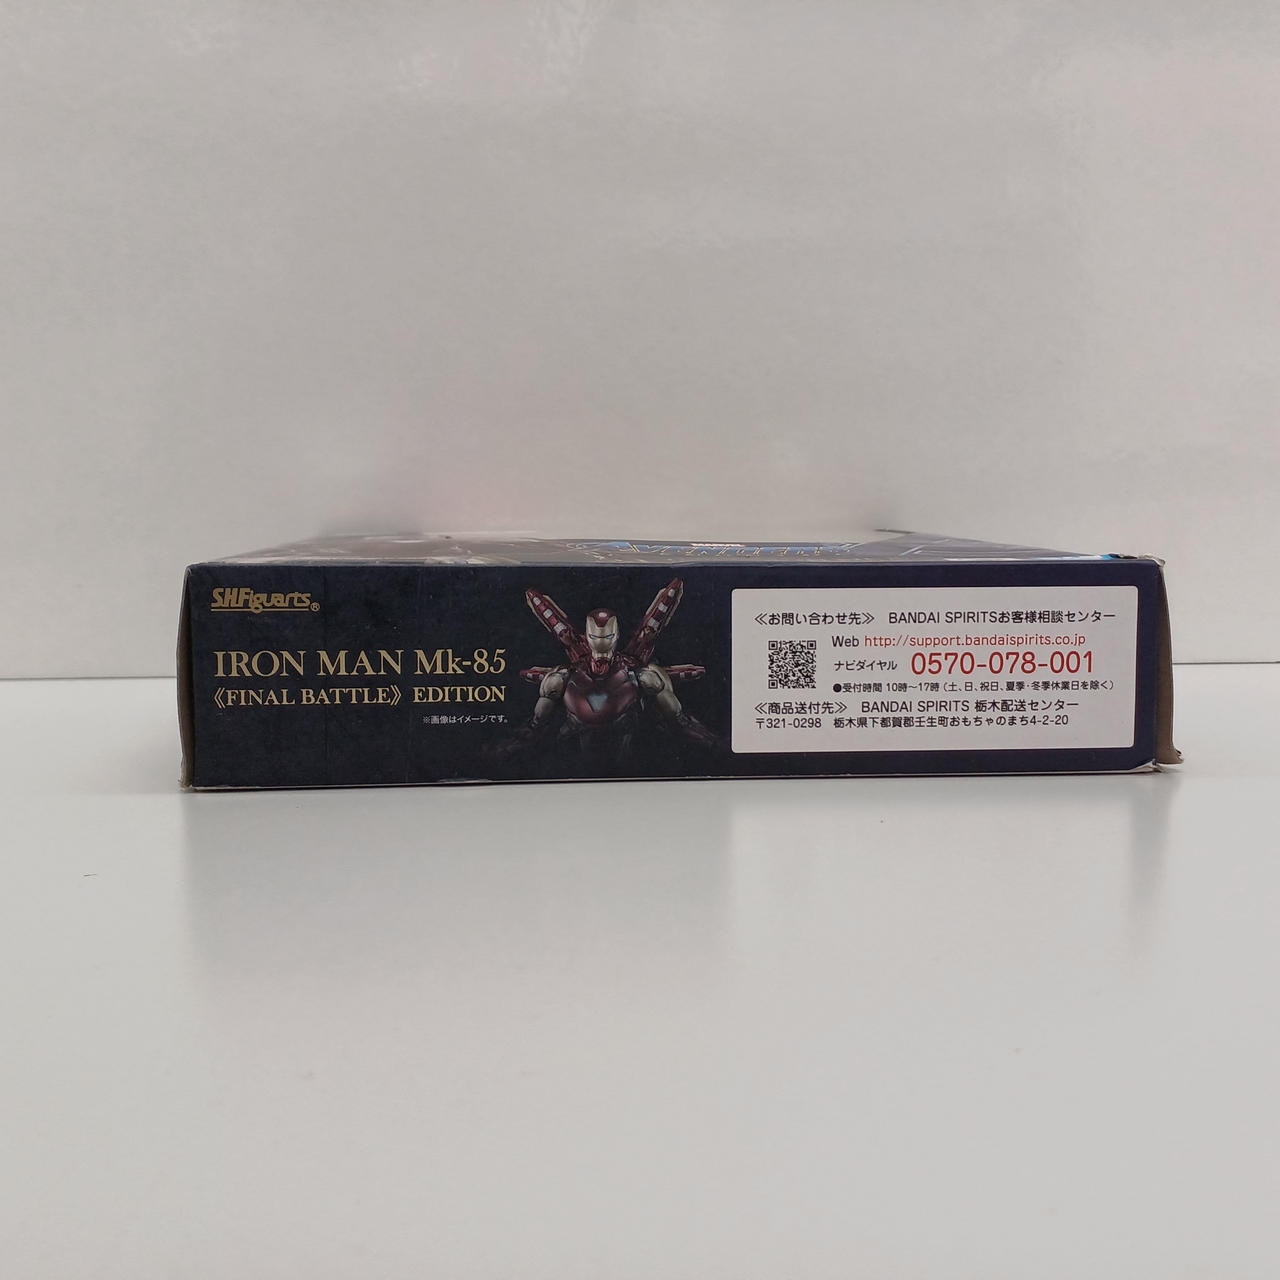 MARVEL
AVENGERS
S.H.Figuarts®
IRON MAN Mk-85
《FINAL BATTLE》 EDITION
※画像はイメージです。
≪お問い合わせ先≫ BANDAI SPIRITSお客様相談センター
Web http://support.bandaispirits.co.jp
ナビダイヤル 0570-078-001
●受付時間 10時〜17時（土、日、祝日、夏季・冬季休業日を除く）
≪商品送付先≫ BANDAI SPIRITS 栃木配送センター
〒321-0298 栃木県下都賀郡壬生町おもちゃのまち4-2-20